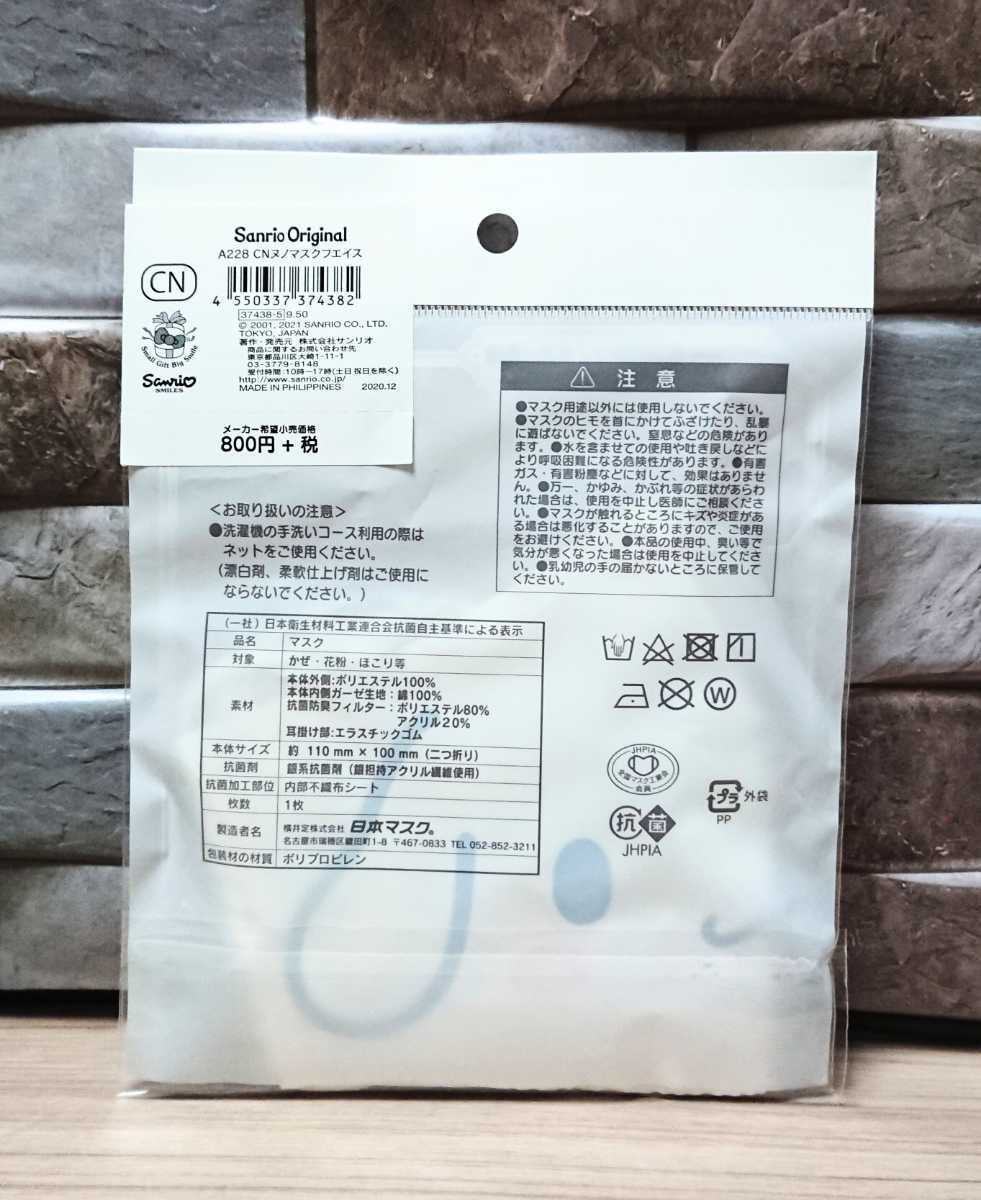 Sanrio Original
A228 CNヌノマスクフエイス
CN
4 550337 374382
37438-5 9.50
© 2001, 2021 SANRIO CO., LTD.
TOKYO, JAPAN
著作・発売元 株式会社サンリオ
商品に関するお問い合わせ先
東京都品川区大崎1-11-1
03-3779-8148
受付時間:10時―17時(土日祝日を除く)
http://www.sanrio.co.jp/
MADE IN PHILIPPINES 2020.12
Small Gift Big Smile
Sanrio
SMILES
メーカー希望小売価格
800円+税
<お取り扱いの注意>
●洗濯機の手洗いコース利用の際は
ネットをご使用ください。
(漂白剤、柔軟仕上げ剤はご使用に
ならないでください。)
注意
●マスク用途以外には使用しないでください。
●マスクのヒモを首にかけてふざけたり、乱暴
に遊ばないでください。窒息などの危険があり
ます。●水を含ませての使用や吐き戻しなどに
より呼吸困難になる危険性があります。●有害
ガス・有害粉塵などに対して、効果はありませ
ん。●万一、かゆみ、かぶれ等の症状があらわ
れた場合は、使用を中止し医師にご相談くださ
い。●マスクが触れるところにキズや炎症があ
る場合は悪化することがありますので、ご使用
をお避けください。●本品の使用中、臭い等で
気分が悪くなった場合は使用を中止してくださ
い。●乳幼児の手の届かないところに保管して
ください。
(一社)日本衛生材料工業連合会抗菌自主基準による表示
品名 マスク
対象 かぜ・花粉・ほこり等
素材 本体外側:ポリエステル100%
本体内側ガーゼ生地:綿100%
抗菌防臭フィルター:ポリエステル80%
アクリル20%
耳掛け部:エラスチックゴム
本体サイズ 約 110mm×100mm(二つ折り)
抗菌剤 銀系抗菌剤(銀担持アクリル繊維使用)
抗菌加工部位 内部不織布シート
枚数 1枚
製造者名 横井定株式会社 日本マスク®
名古屋市瑞穂区鍵田町1-8 〒467-0833 TEL 052-852-3211
包装材の材質 ポリプロピレン
W
JHPIA
全国マスク工業会
会員
抗菌
JHPIA
プラ 外袋
PP